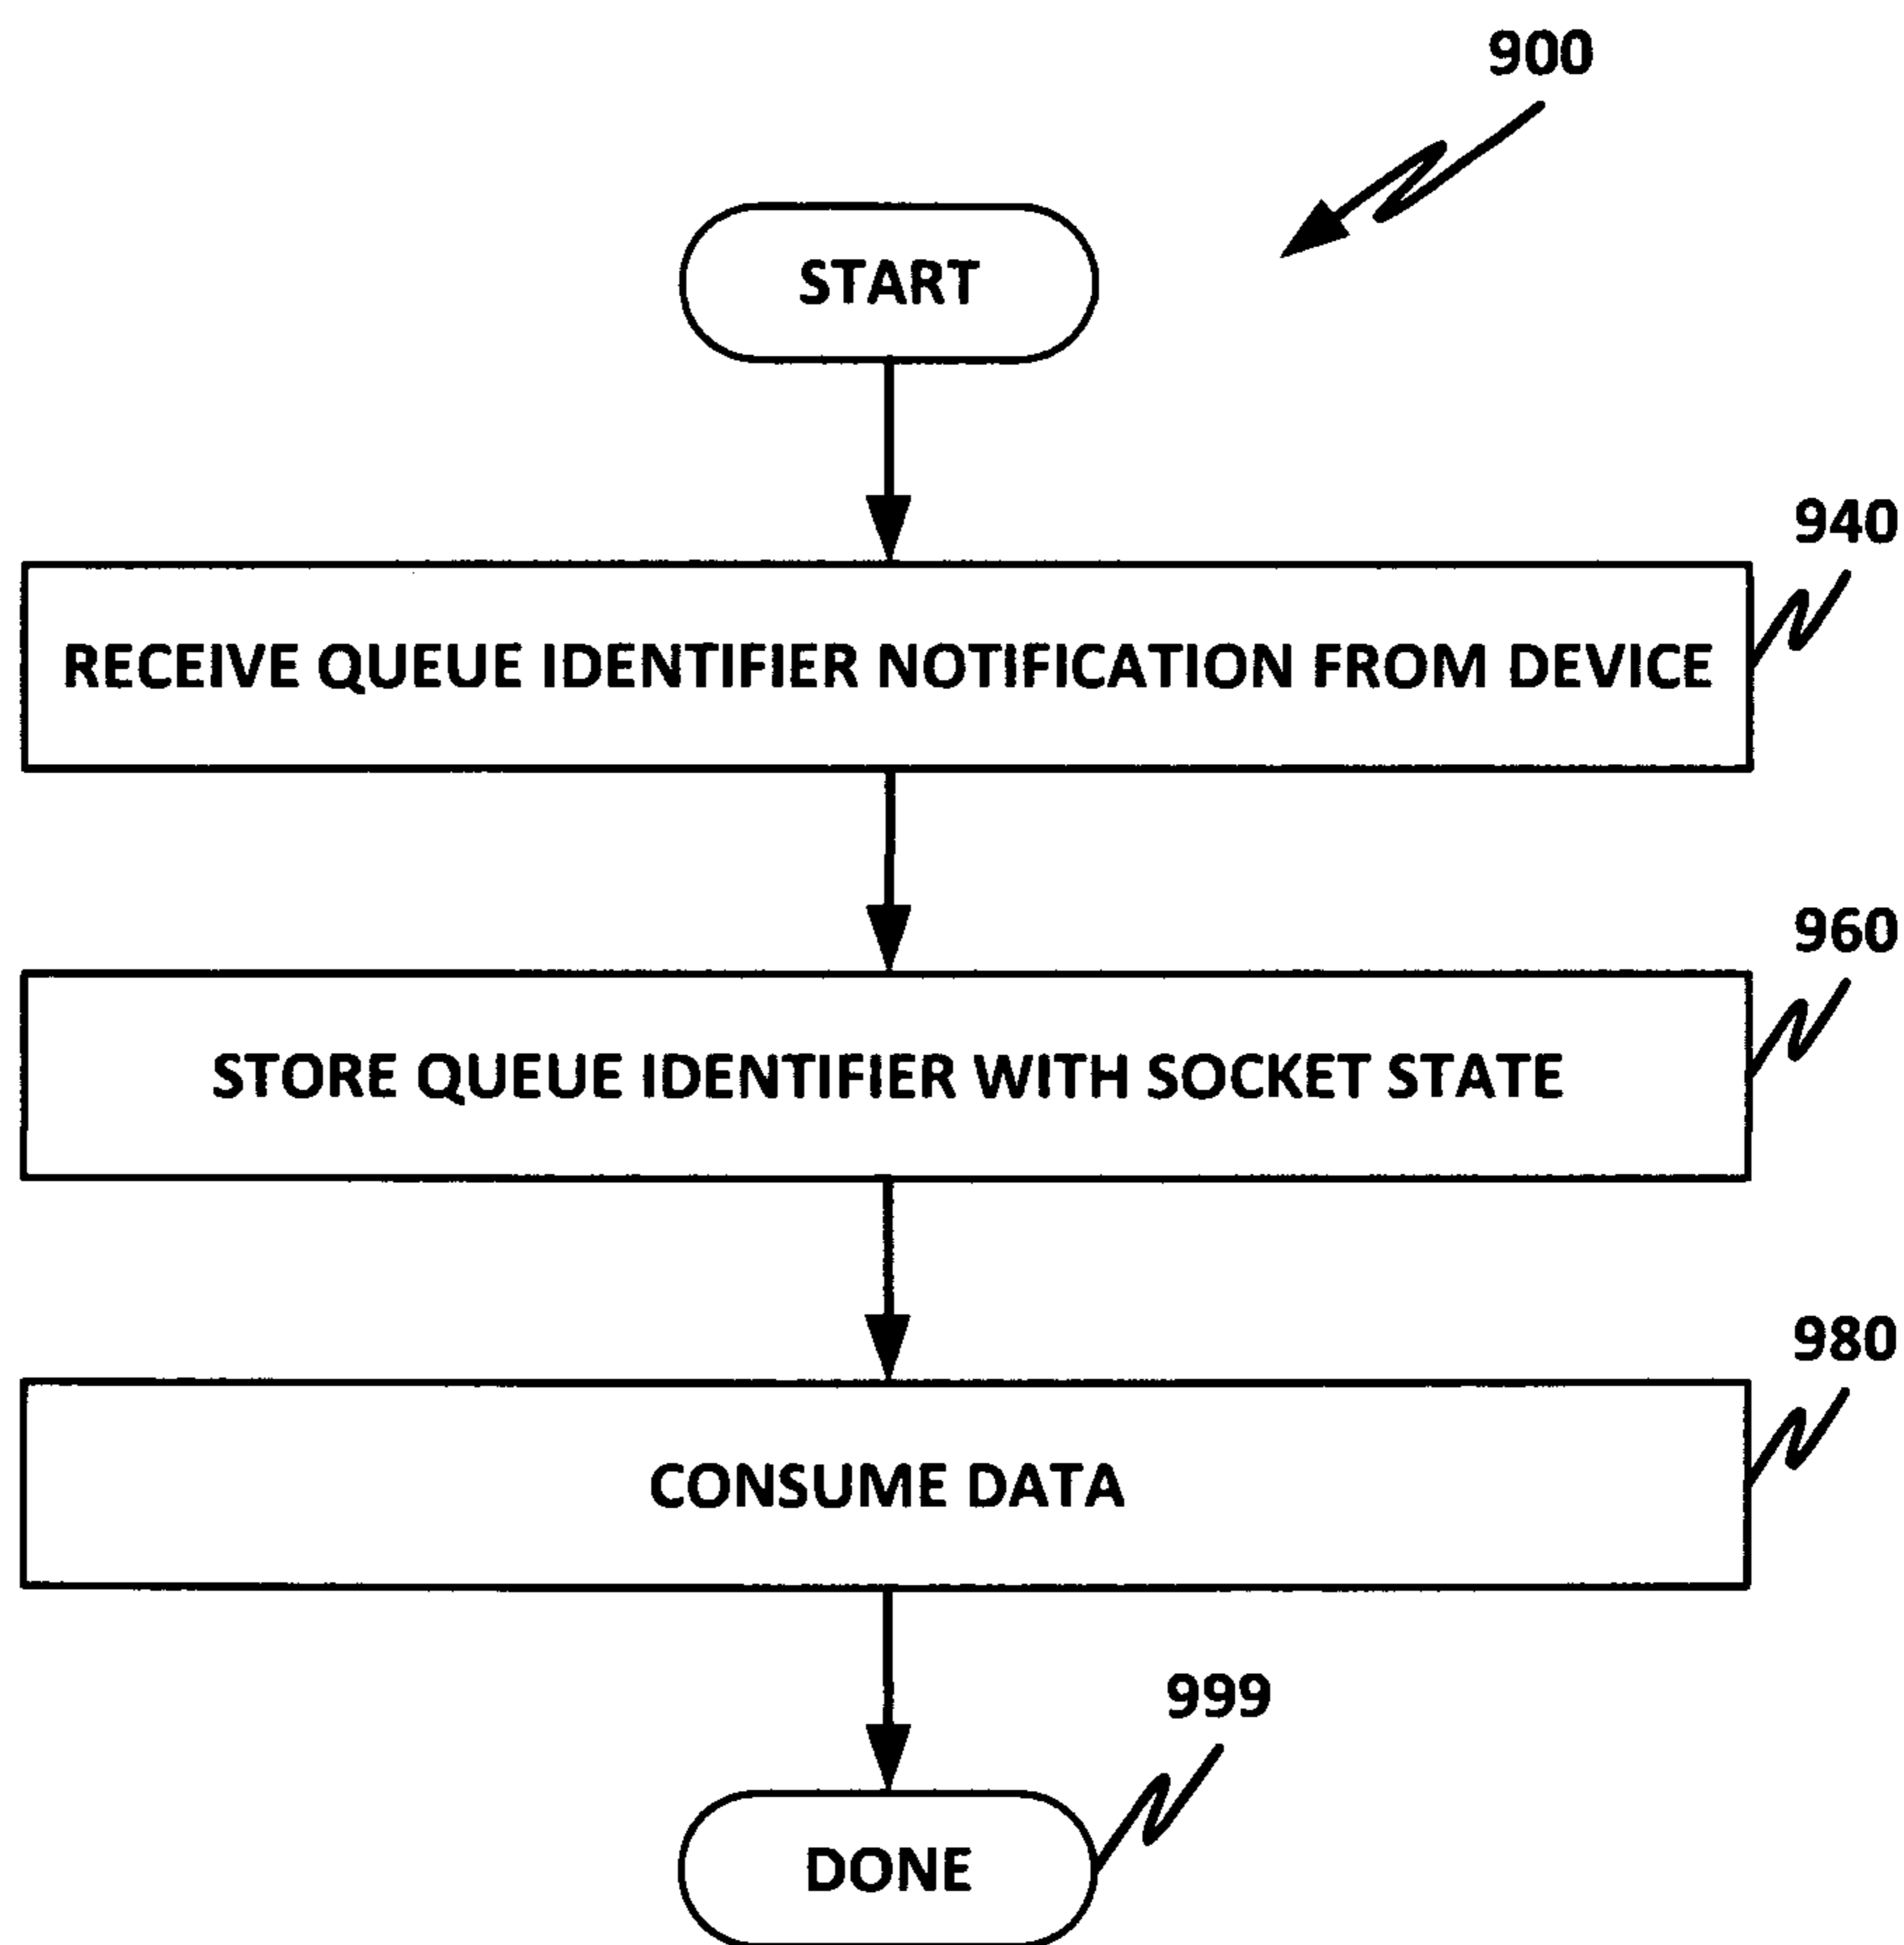 900
START
940
RECEIVE QUEUE IDENTIFIER NOTIFICATION FROM DEVICE
960
STORE QUEUE IDENTIFIER WITH SOCKET STATE
980
CONSUME DATA
999
DONE